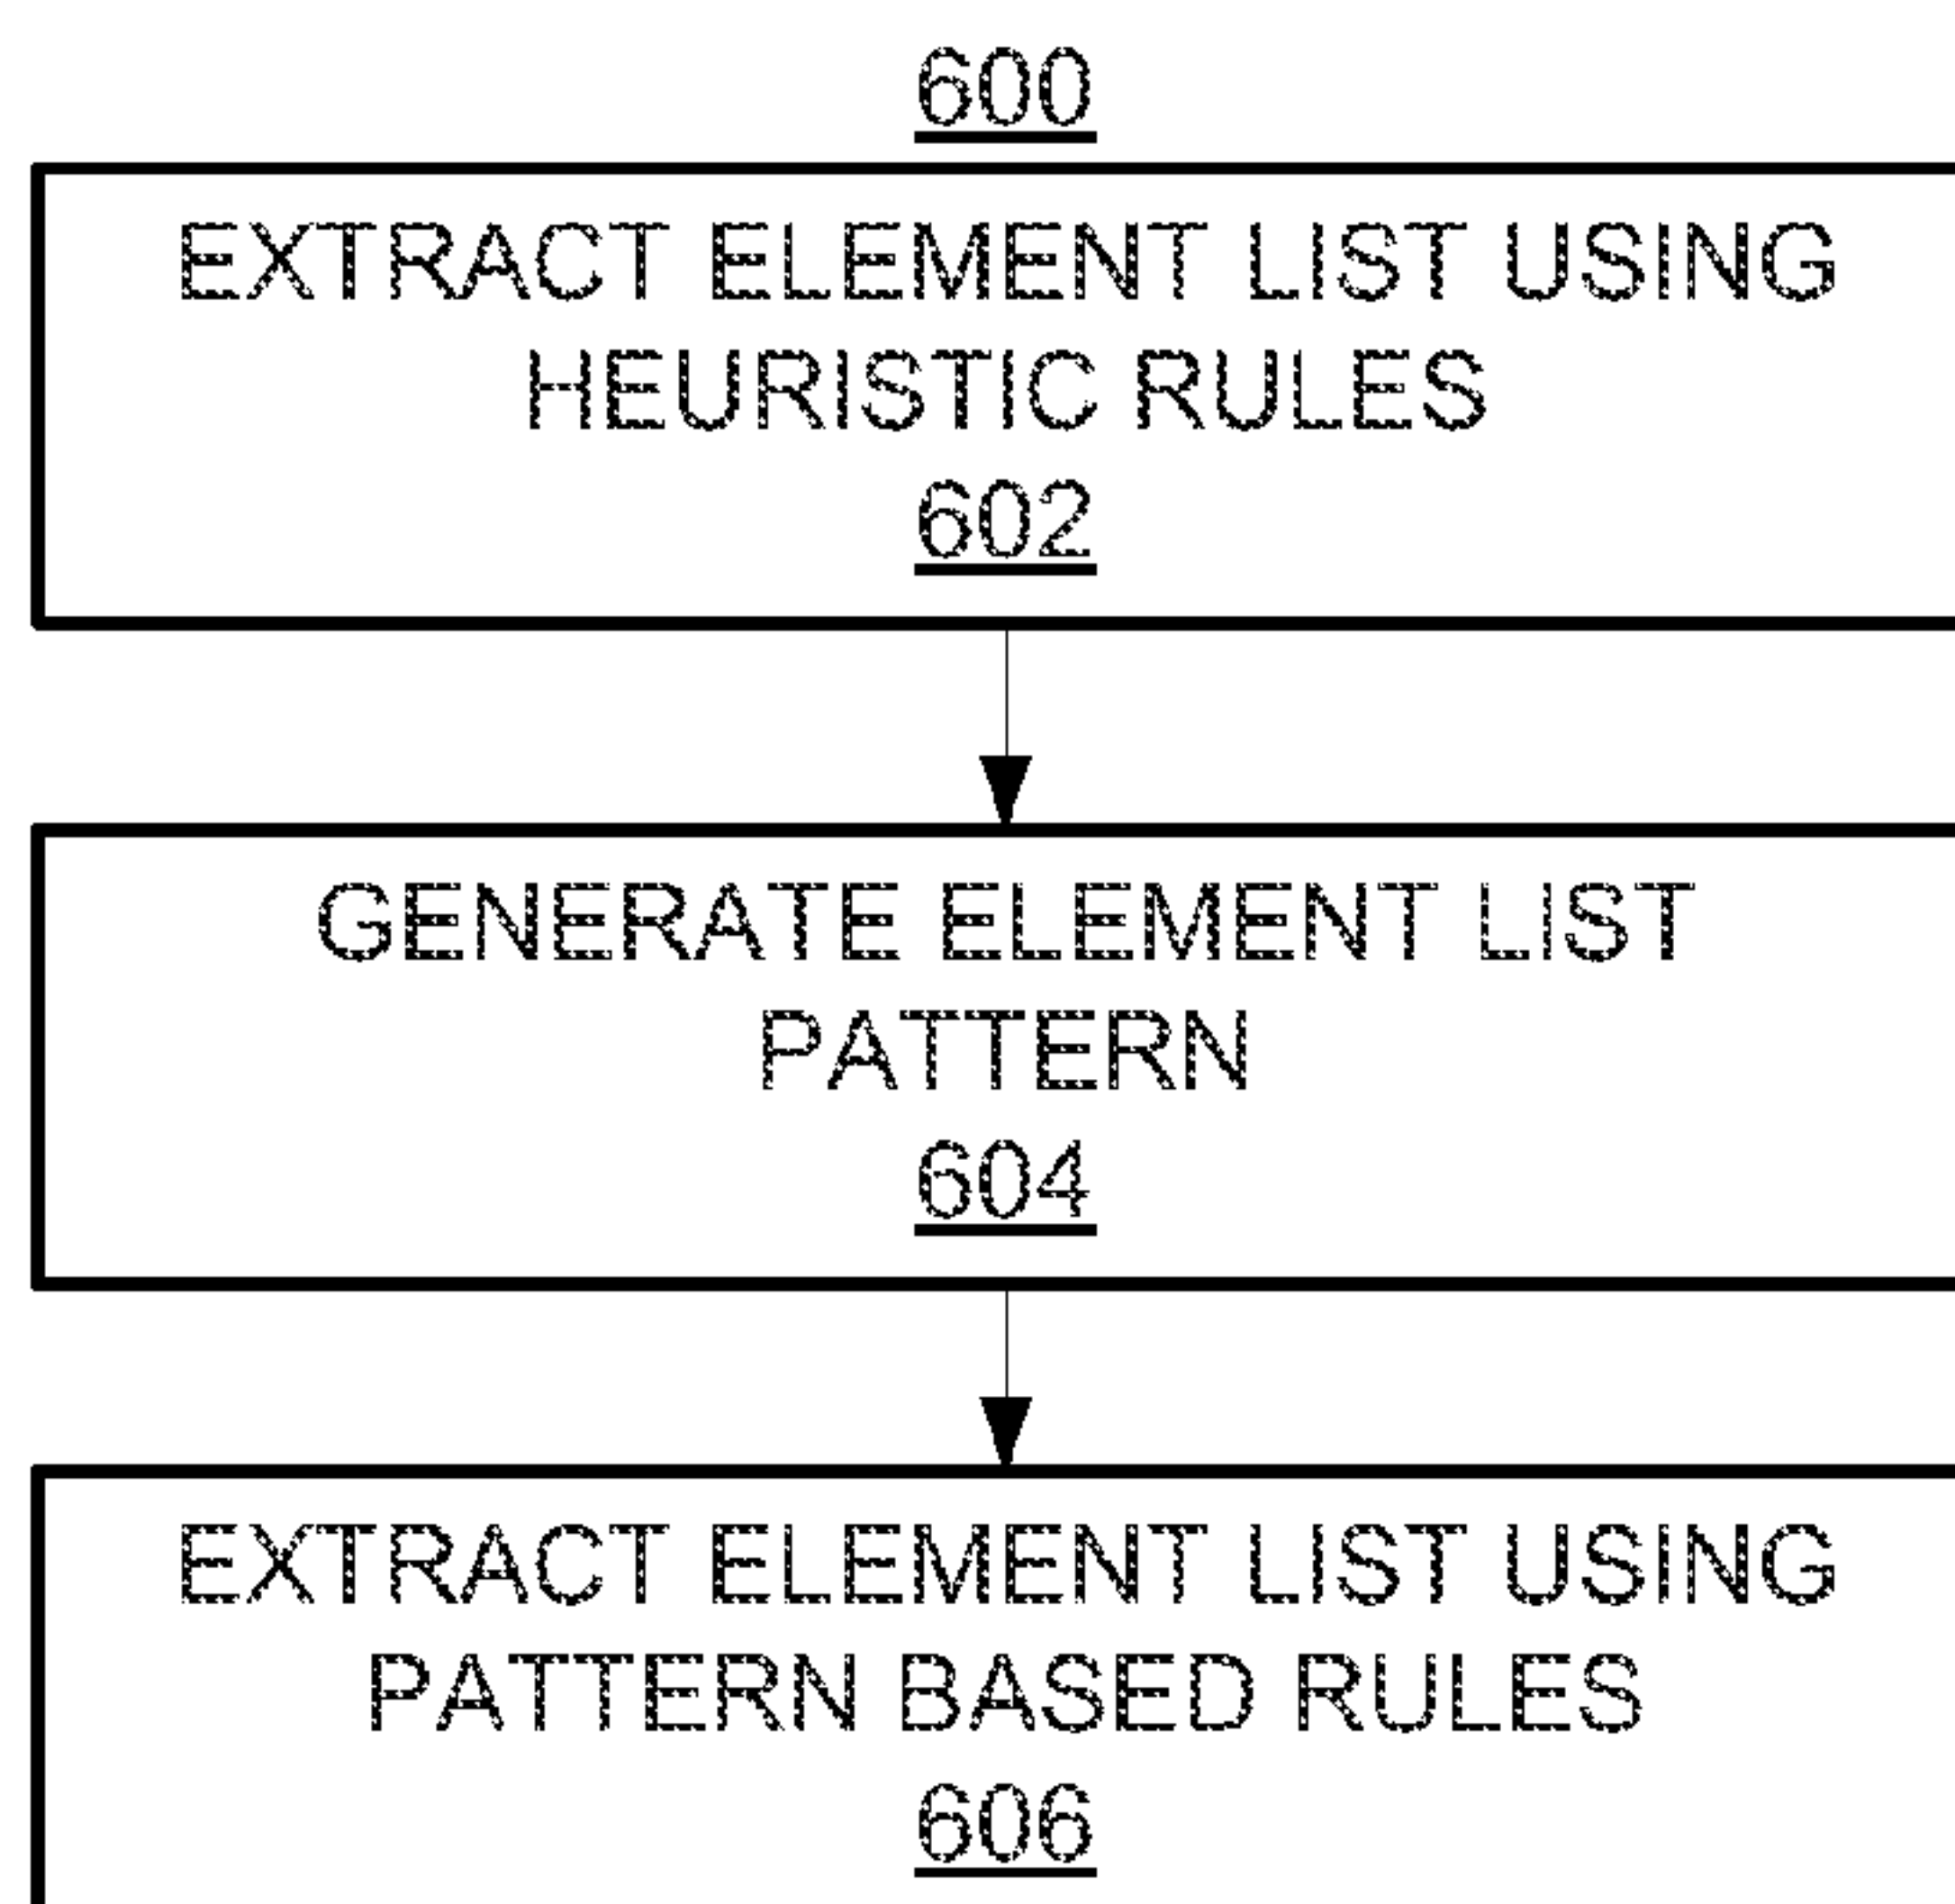 600
EXTRACT ELEMENT LIST USING
HEURISTIC RULES
602
GENERATE ELEMENT LIST
PATTERN
604
EXTRACT ELEMENT LIST USING
PATTERN BASED RULES
606